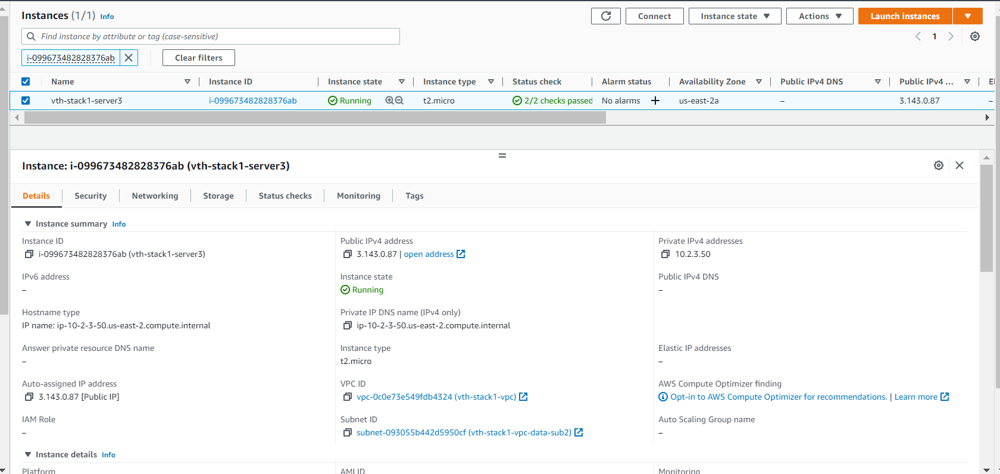 Instances (1/1) Info
Connect
Instance state
Actions
Launch instances
Find instance by attribute or tag (case-sensitive)
1
i-099673482828376ab
Clear filters
Name Instance ID Instance state Instance type Status check Alarm status Availability Zone Public IPv4 DNS Public IPv4 ... El
vth-stack1-server3 i-099673482828376ab Running t2.micro 2/2 checks passed No alarms + us-east-2a – 3.143.0.87 –
Instance: i-099673482828376ab (vth-stack1-server3)
Details Security Networking Storage Status checks Monitoring Tags
Instance summary Info
Instance ID
i-099673482828376ab (vth-stack1-server3)
Public IPv4 address
3.143.0.87 | open address
Private IPv4 addresses
10.2.3.50
IPv6 address
–
Instance state
Running
Public IPv4 DNS
–
Hostname type
IP name: ip-10-2-3-50.us-east-2.compute.internal
Private IP DNS name (IPv4 only)
ip-10-2-3-50.us-east-2.compute.internal
Answer private resource DNS name
–
Instance type
t2.micro
Elastic IP addresses
–
Auto-assigned IP address
3.143.0.87 [Public IP]
VPC ID
vpc-0c0e73e549fdb4324 (vth-stack1-vpc)
AWS Compute Optimizer finding
Opt-in to AWS Compute Optimizer for recommendations. | Learn more
IAM Role
–
Subnet ID
subnet-093055b442d5950cf (vth-stack1-vpc-data-sub2)
Auto Scaling Group name
–
Instance details Info
Platform
AMI ID
Monitoring